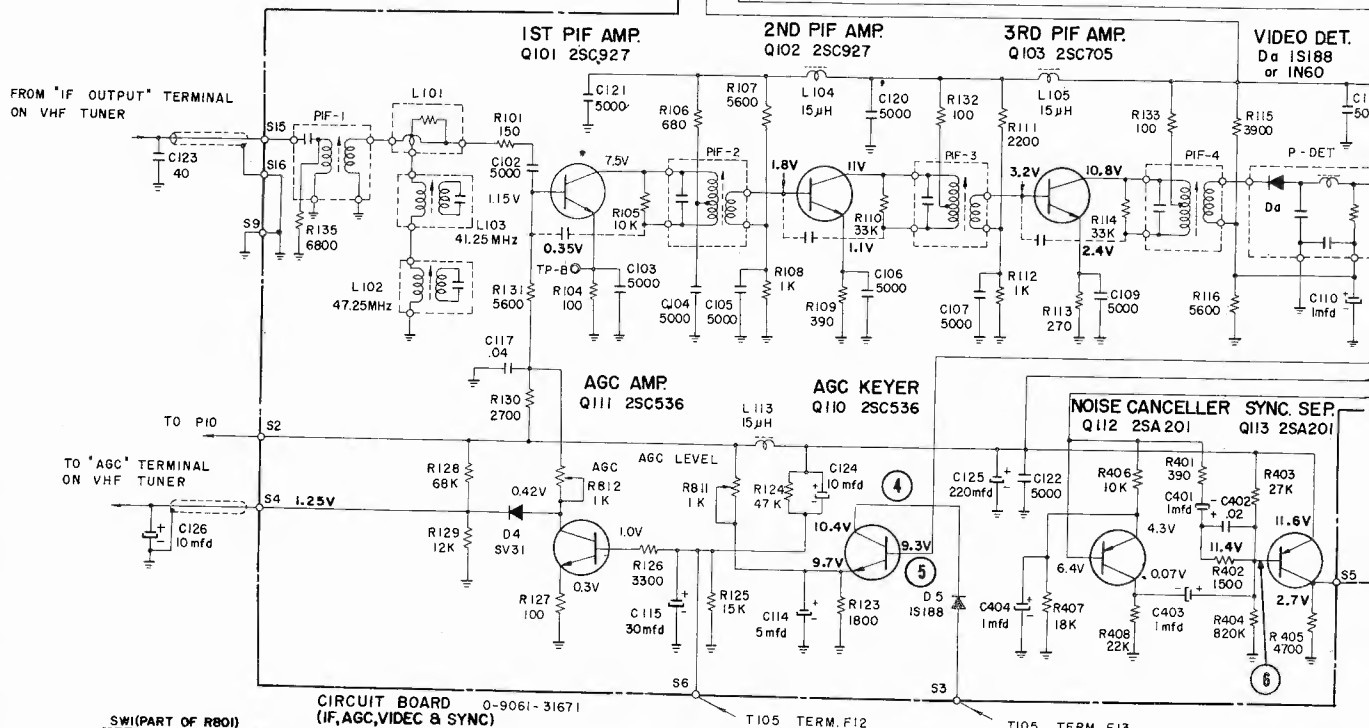 1ST PIF AMP.
Q101 2SC927
2ND PIF AMP.
Q102 2SC927
3RD PIF AMP.
Q103 2SC705
VIDEO DET.
Da 1S188
or 1N60
FROM "IF OUTPUT" TERMINAL
ON VHF TUNER
C123
40
S15
S16
S9
PIF-1
R135
6800
L101
L103
41.25MHz
L102
47.25MHz
R101
150
C102
5000
1.15V
C121
5000
7.5V
0.35V
TP-8
R131
5600
R104
100
C103
5000
R105
10K
R106
680
R107
5600
PIF-2
C104
5000
C105
5000
R108
1K
L104
15μH
C120
5000
1.8V
11V
1.1V
R109
390
C106
5000
R110
33K
R132
100
R111
2200
PIF-3
C107
5000
R112
1K
L105
15μH
3.2V
10.8V
2.4V
R113
270
C109
5000
R114
33K
R133
100
R115
3900
PIF-4
R116
5600
P-DET
Da
C110
1mfd
C1
50
C117
.04
R130
2700
AGC AMP.
Q111 2SC536
AGC KEYER
Q110 2SC536
NOISE CANCELLER
Q112 2SA201
SYNC. SEP.
Q113 2SA201
TO P10
S2
TO "AGC" TERMINAL
ON VHF TUNER
S4
1.25V
C126
10mfd
R128
68K
R129
12K
D4
SV31
0.42V
AGC
R812
1K
1.0V
0.3V
R127
100
R126
3300
C115
30mfd
R125
15K
AGC LEVEL
R811
1K
L113
15μH
R124
47K
C124
10mfd
4
10.4V
9.3V
9.7V
5
C114
5mfd
R123
1800
D5
1S188
C125
220mfd
C122
5000
R406
10K
R401
390
C401
1mfd
C402
.02
R403
27K
4.3V
6.4V
0.07V
11.4V
R402
1500
11.6V
2.7V
C404
1mfd
R407
18K
R408
22K
C403
1mfd
R404
820K
R405
4700
6
S5
S6
S3
CIRCUIT BOARD 0-9061-31671
(IF,AGC,VIDEC & SYNC)
SW1(PART OF R801)
T105 TERM. F12
T105 TERM. F13